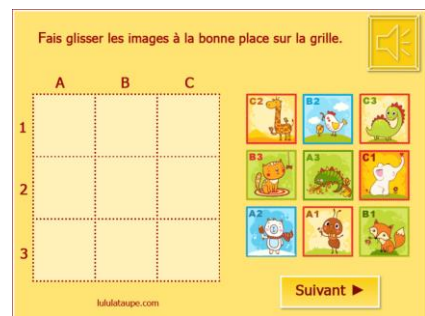 Fais glisser les images à la bonne place sur la grille.
A B C
1
2
3
C2 B2 C3
B3 A3 C1
A2 A1 B1
Suivant ►
lululataupe.com